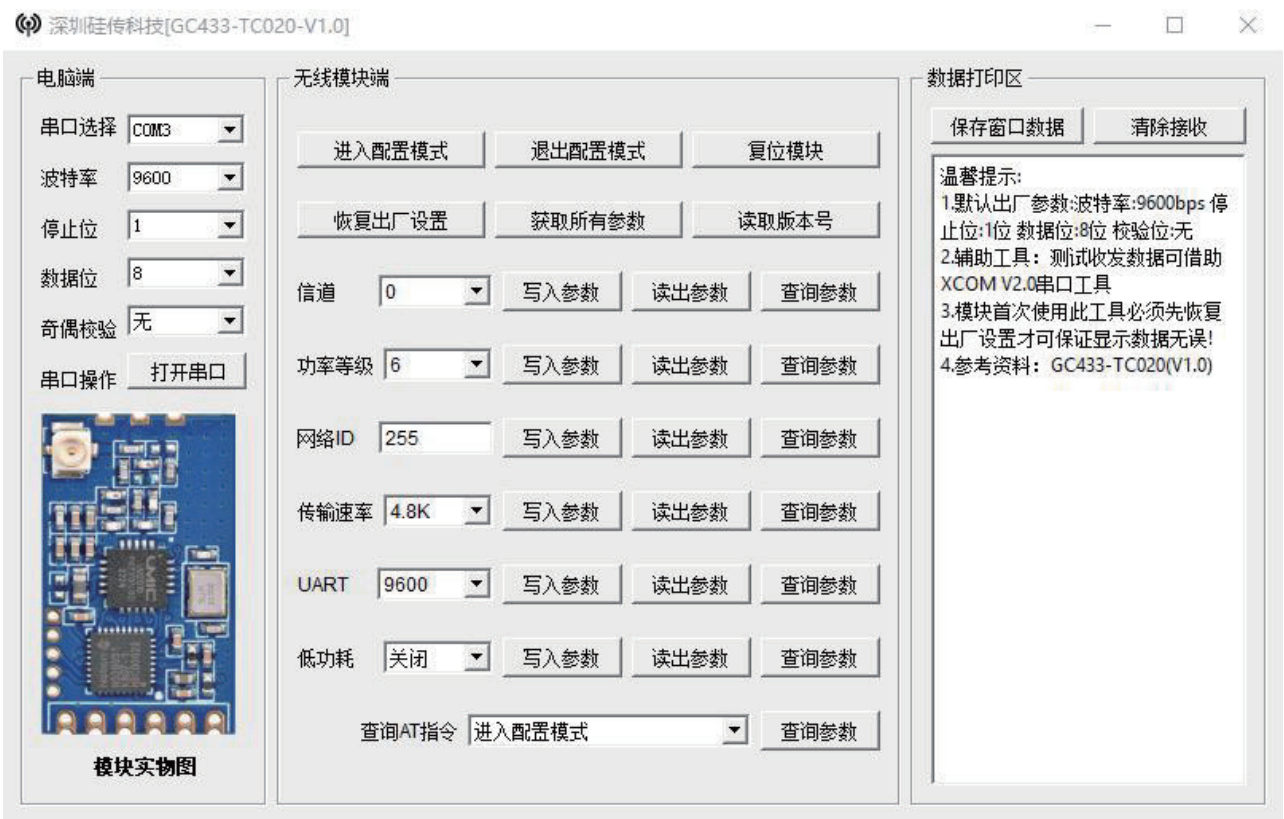 深圳硅传科技[GC433-TC020-V1.0]
电脑端
串口选择 COM3
波特率 9600
停止位 1
数据位 8
奇偶校验 无
串口操作 打开串口
模块实物图
无线模块端
进入配置模式 退出配置模式 复位模块
恢复出厂设置 获取所有参数 读取版本号
信道 0 写入参数 读出参数 查询参数
功率等级 6 写入参数 读出参数 查询参数
网络ID 255 写入参数 读出参数 查询参数
传输速率 4.8K 写入参数 读出参数 查询参数
UART 9600 写入参数 读出参数 查询参数
低功耗 关闭 写入参数 读出参数 查询参数
查询AT指令 进入配置模式 查询参数
数据打印区
保存窗口数据 清除接收
温馨提示:
1.默认出厂参数:波特率:9600bps 停
止位:1位 数据位:8位 校验位:无
2.辅助工具：测试收发数据可借助
XCOM V2.0串口工具
3.模块首次使用此工具必须先恢复
出厂设置才可保证显示数据无误!
4.参考资料：GC433-TC020(V1.0)